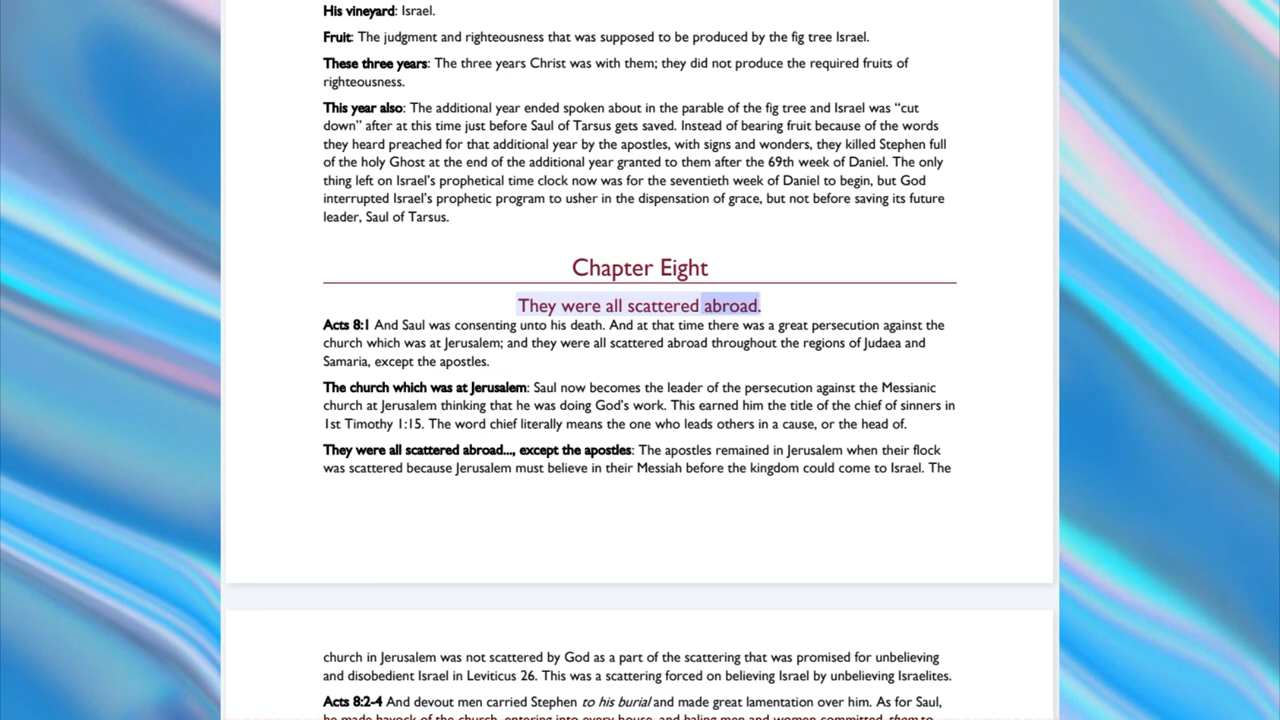 His vineyard: Israel.
Fruit: The judgment and righteousness that was supposed to be produced by the fig tree Israel.
These three years: The three years Christ was with them; they did not produce the required fruits of
righteousness.
This year also: The additional year ended spoken about in the parable of the fig tree and Israel was “cut
down” after at this time just before Saul of Tarsus gets saved. Instead of bearing fruit because of the words
they heard preached for that additional year by the apostles, with signs and wonders, they killed Stephen full
of the holy Ghost at the end of the additional year granted to them after the 69th week of Daniel. The only
thing left on Israel’s prophetical time clock now was for the seventieth week of Daniel to begin, but God
interrupted Israel’s prophetic program to usher in the dispensation of grace, but not before saving its future
leader, Saul of Tarsus.
Chapter Eight
They were all scattered abroad.
Acts 8:1 And Saul was consenting unto his death. And at that time there was a great persecution against the
church which was at Jerusalem; and they were all scattered abroad throughout the regions of Judaea and
Samaria, except the apostles.
The church which was at Jerusalem: Saul now becomes the leader of the persecution against the Messianic
church at Jerusalem thinking that he was doing God’s work. This earned him the title of the chief of sinners in
1st Timothy 1:15. The word chief literally means the one who leads others in a cause, or the head of.
They were all scattered abroad..., except the apostles: The apostles remained in Jerusalem when their flock
was scattered because Jerusalem must believe in their Messiah before the kingdom could come to Israel. The
church in Jerusalem was not scattered by God as a part of the scattering that was promised for unbelieving
and disobedient Israel in Leviticus 26. This was a scattering forced on believing Israel by unbelieving Israelites.
Acts 8:2-4 And devout men carried Stephen to his burial and made great lamentation over him. As for Saul,
he made havock of the church, entering into every house, and haling men and women committed them to